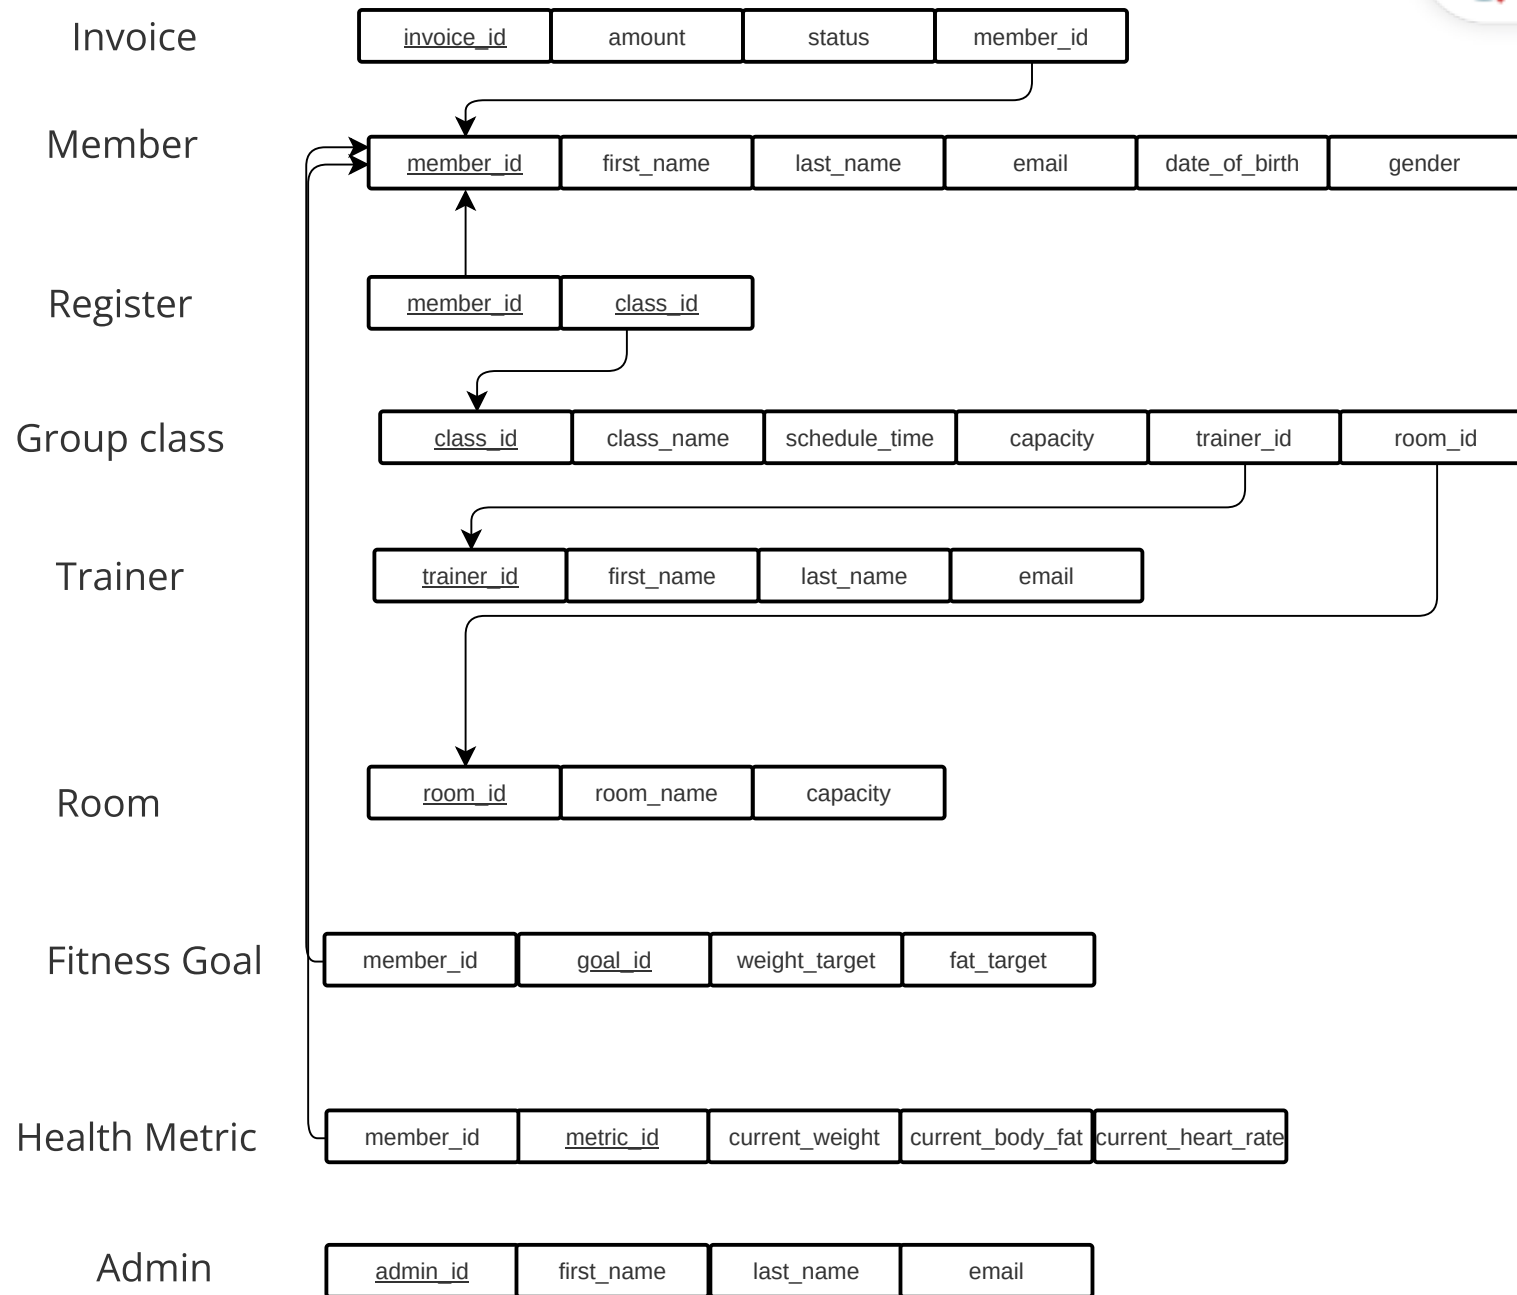 Invoice invoice_id amount status member_id
Member member_id first_name last_name email date_of_birth gender
Register member_id class_id
Group class class_id class_name schedule_time capacity trainer_id room_id
Trainer trainer_id first_name last_name email
Room room_id room_name capacity
Fitness Goal member_id goal_id weight_target fat_target
Health Metric member_id metric_id current_weight current_body_fat current_heart_rate
Admin admin_id first_name last_name email